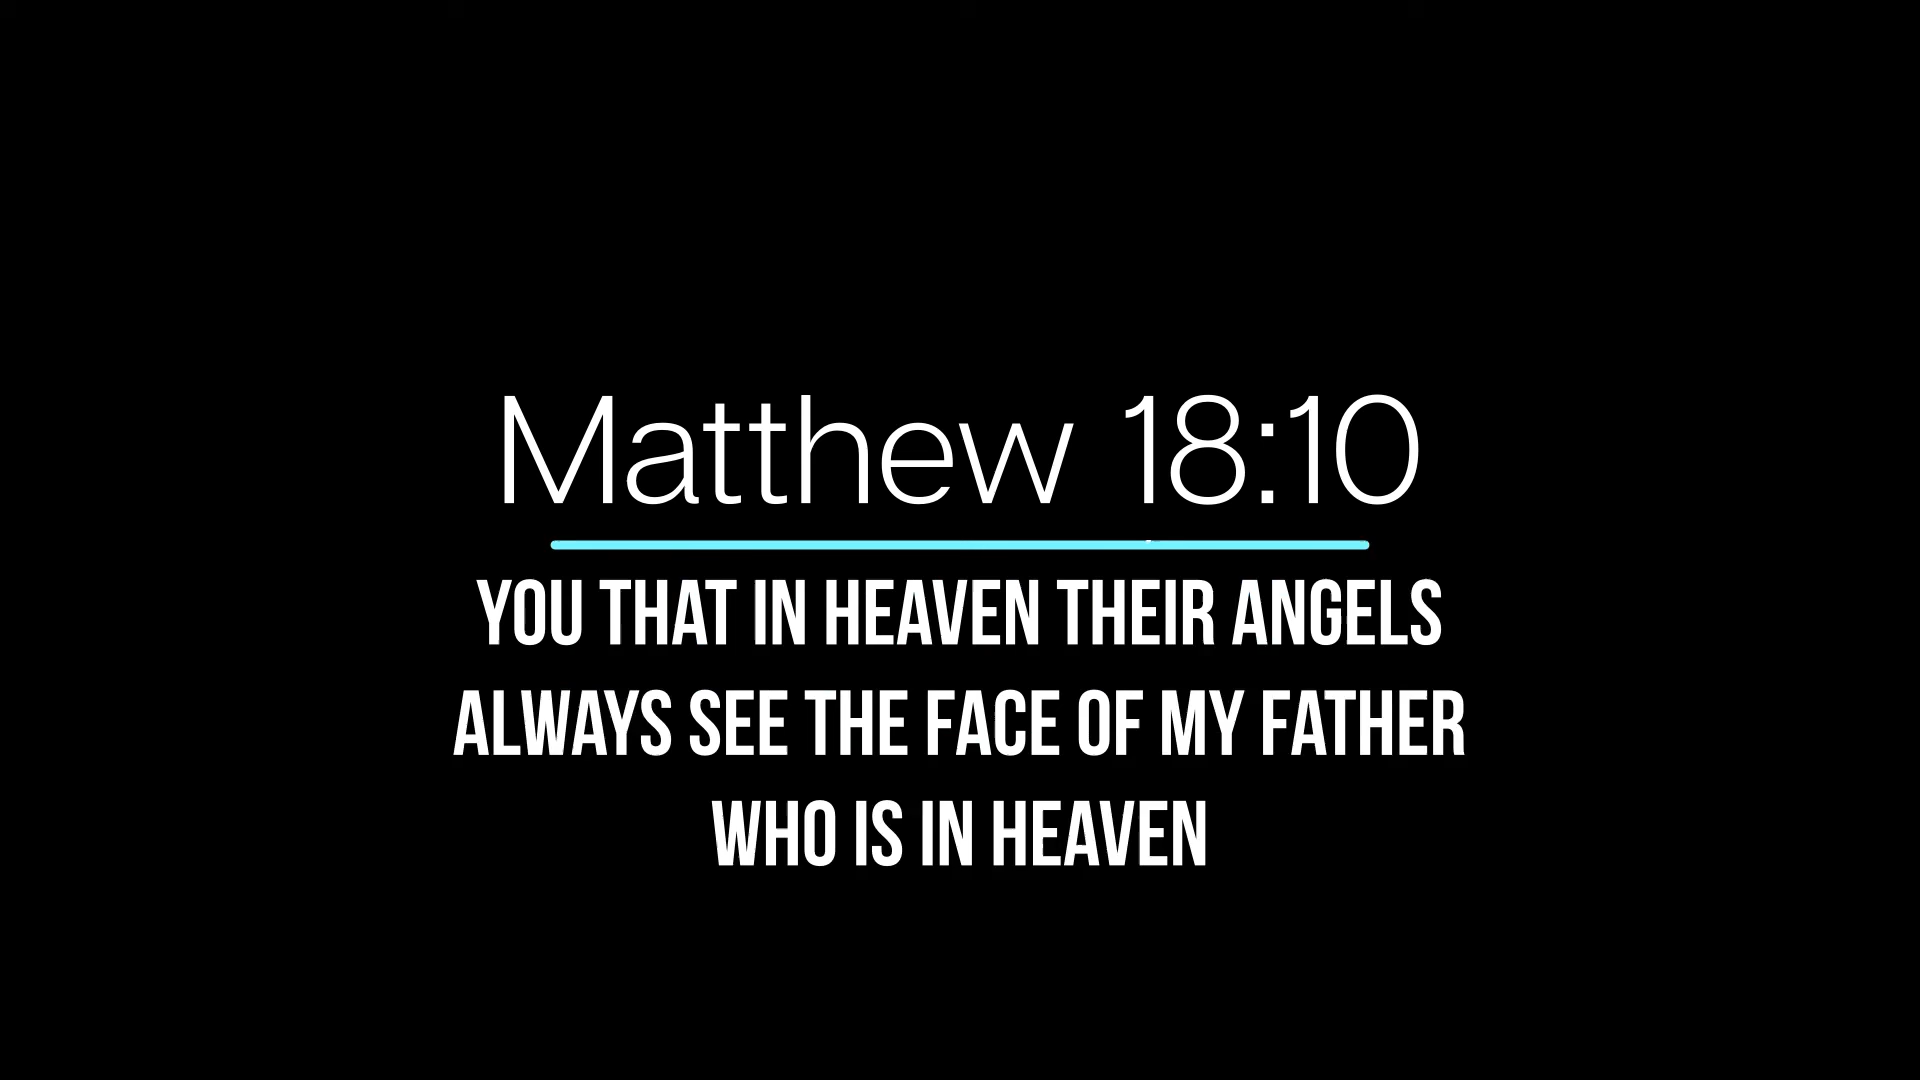 Matthew 18:10
YOU THAT IN HEAVEN THEIR ANGELS
ALWAYS SEE THE FACE OF MY FATHER
WHO IS IN HEAVEN